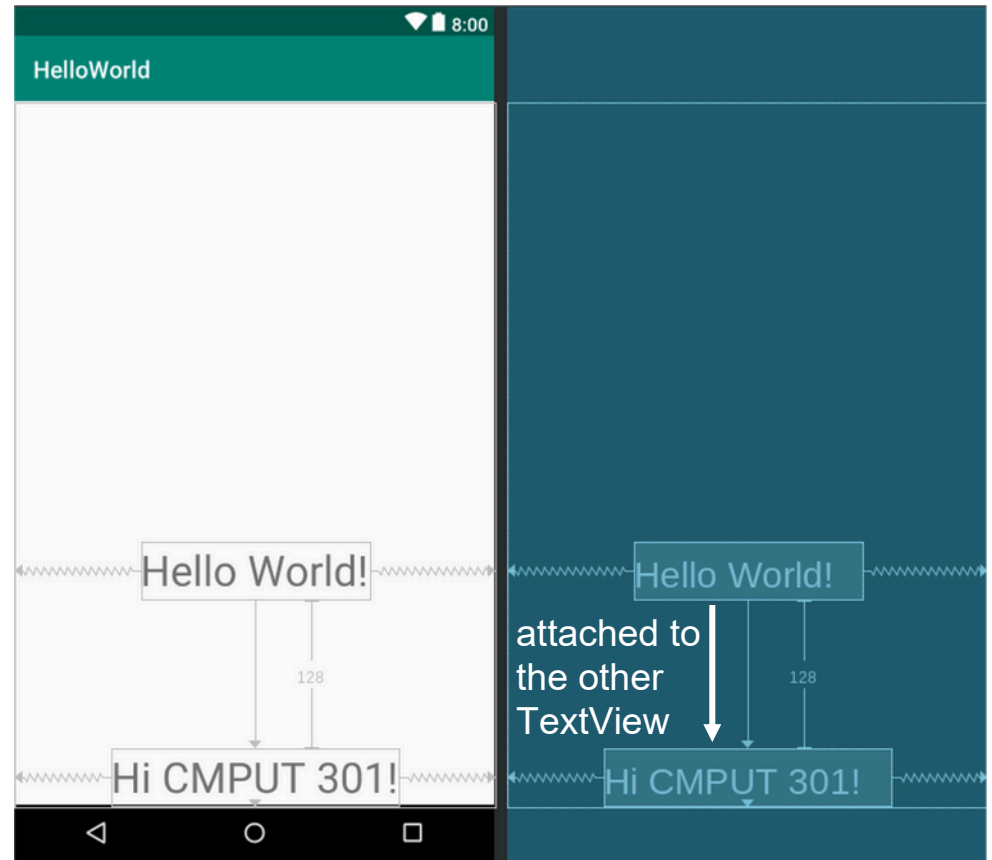 8:00
HelloWorld
Hello World!
128
Hi CMPUT 301!
Hello World!
attached to
the other
TextView
128
Hi CMPUT 301!